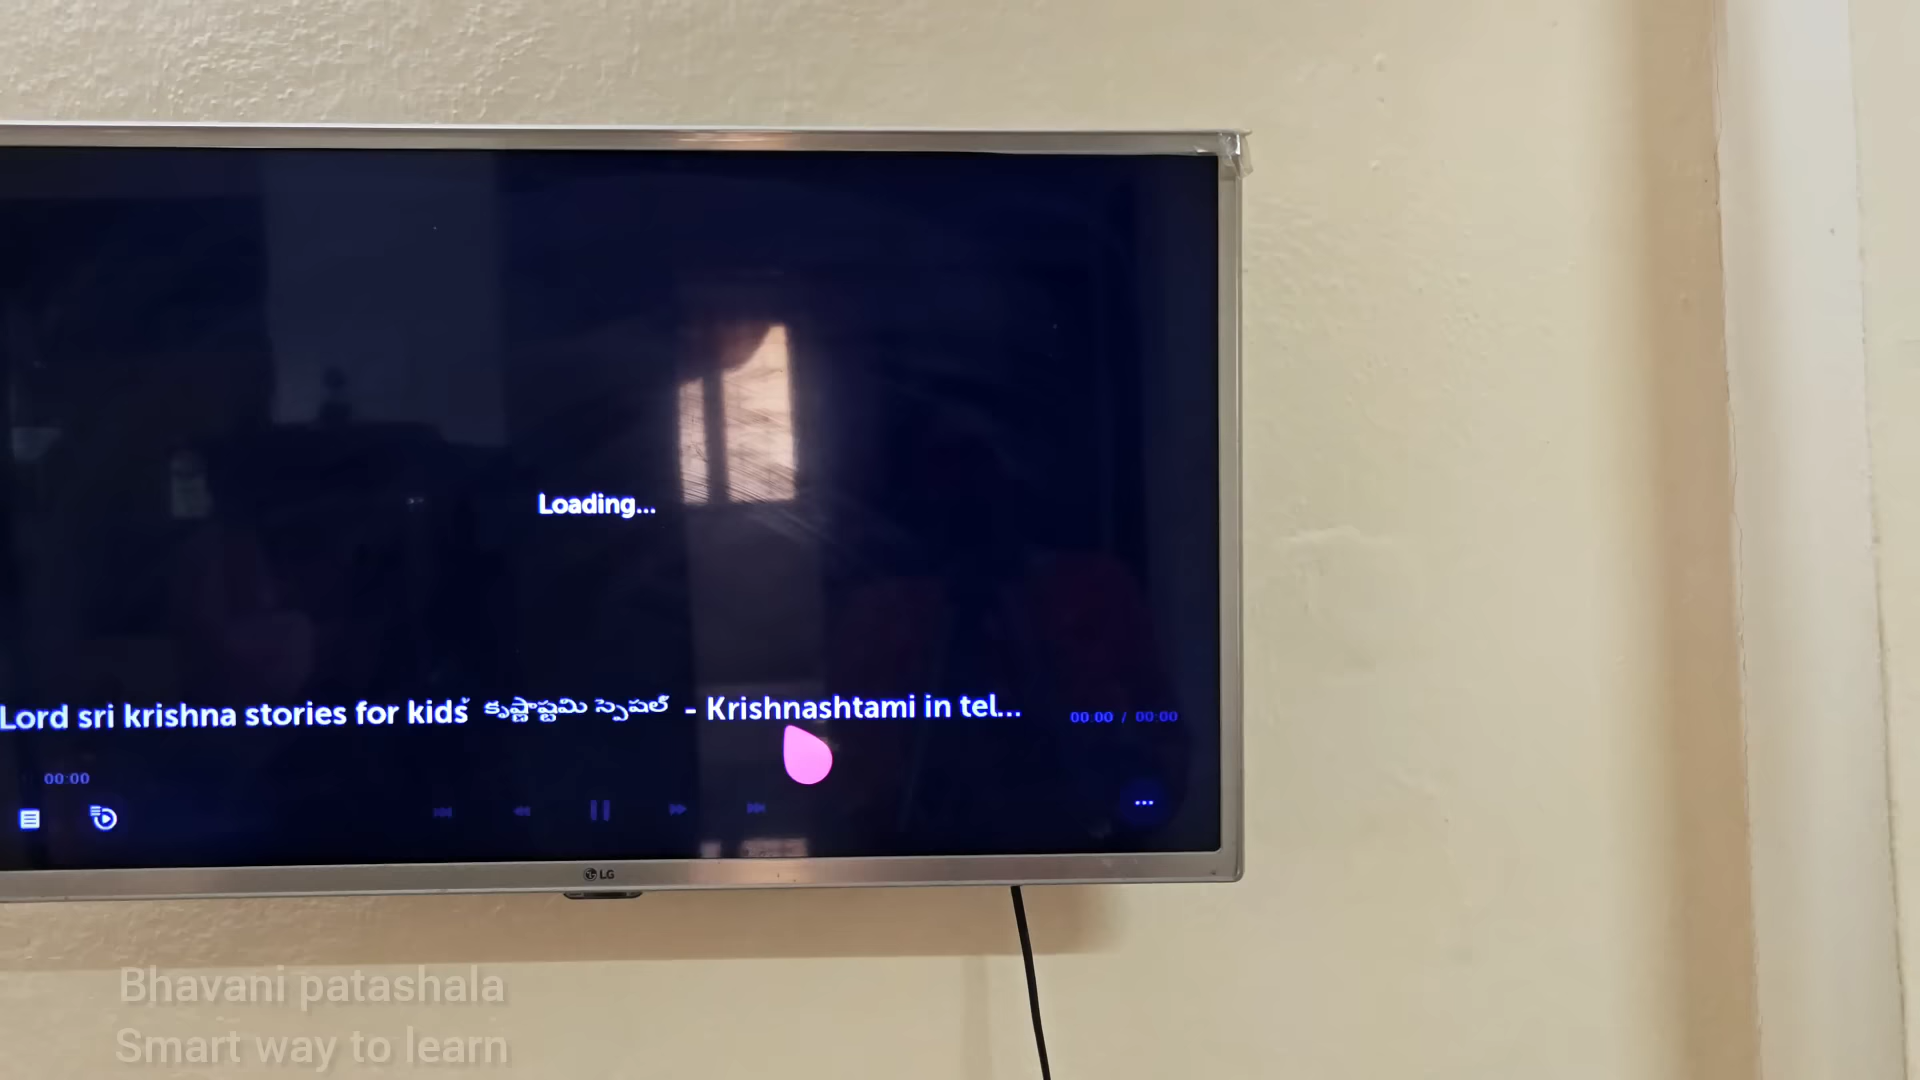 Loading...
Lord sri krishna stories for kids కృష్ణాష్టమి స్పెషల్ - Krishnashtami in tel...
00:00 / 00:00
00:00
LG
Bhavani patashala
Smart way to learn